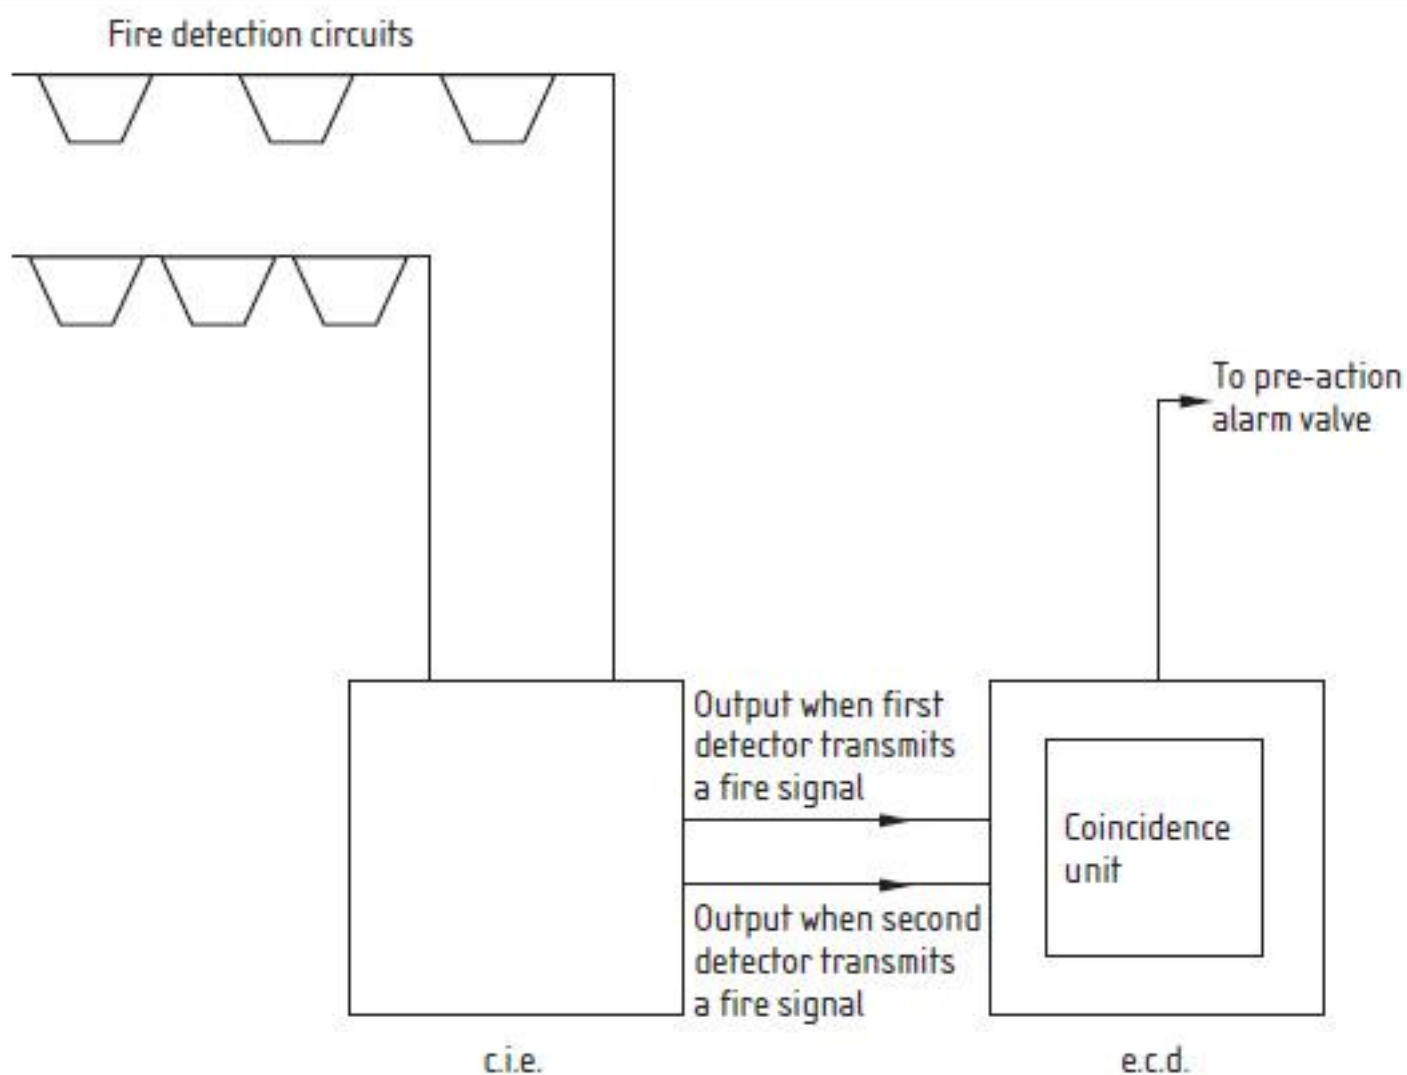 Fire detection circuits
To pre-action
alarm valve
Output when first
detector transmits
a fire signal
Coincidence
unit
Output when second
detector transmits
a fire signal
c.i.e.
e.c.d.